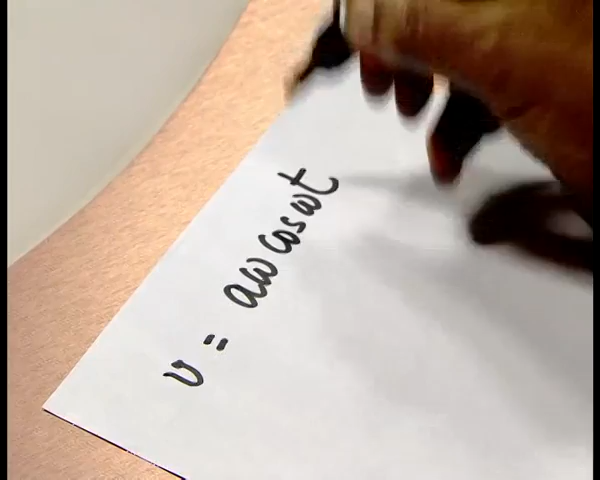 v = aω cos ωt